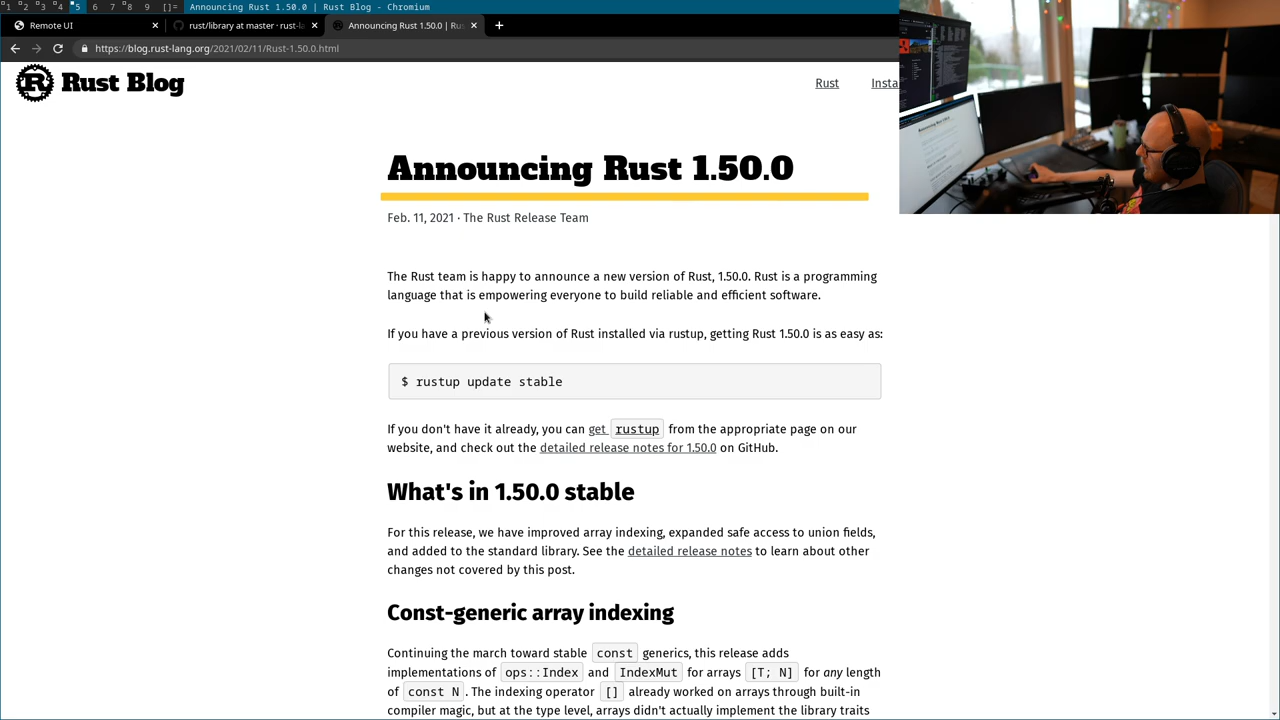 1 2 3 4 5 7 8 9 []= Announcing Rust 1.50.0 | Rust Blog - Chromium
Remote UI × rust/library at master · rust-la × Announcing Rust 1.50.0 | Rus × +
https://blog.rust-lang.org/2021/02/11/Rust-1.50.0.html
Rust Blog
Rust Insta
Announcing Rust 1.50.0
Feb. 11, 2021 · The Rust Release Team
The Rust team is happy to announce a new version of Rust, 1.50.0. Rust is a programming
language that is empowering everyone to build reliable and efficient software.
If you have a previous version of Rust installed via rustup, getting Rust 1.50.0 is as easy as:
$ rustup update stable
If you don't have it already, you can get rustup from the appropriate page on our
website, and check out the detailed release notes for 1.50.0 on GitHub.
What's in 1.50.0 stable
For this release, we have improved array indexing, expanded safe access to union fields,
and added to the standard library. See the detailed release notes to learn about other
changes not covered by this post.
Const-generic array indexing
Continuing the march toward stable const generics, this release adds
implementations of ops::Index and IndexMut for arrays [T; N] for any length
of const N. The indexing operator [] already worked on arrays through built-in
compiler magic, but at the type level, arrays didn't actually implement the library traits